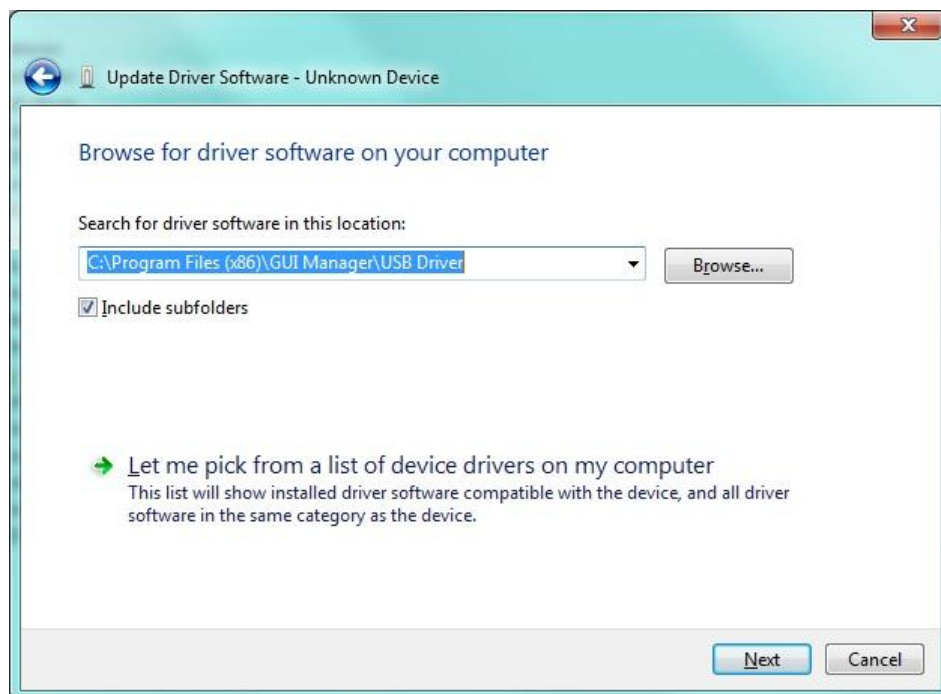 Update Driver Software - Unknown Device
Browse for driver software on your computer
Search for driver software in this location:
C:\Program Files (x86)\GUI Manager\USB Driver
Browse...
Include subfolders
Let me pick from a list of device drivers on my computer
This list will show installed driver software compatible with the device, and all driver
software in the same category as the device.
Next
Cancel